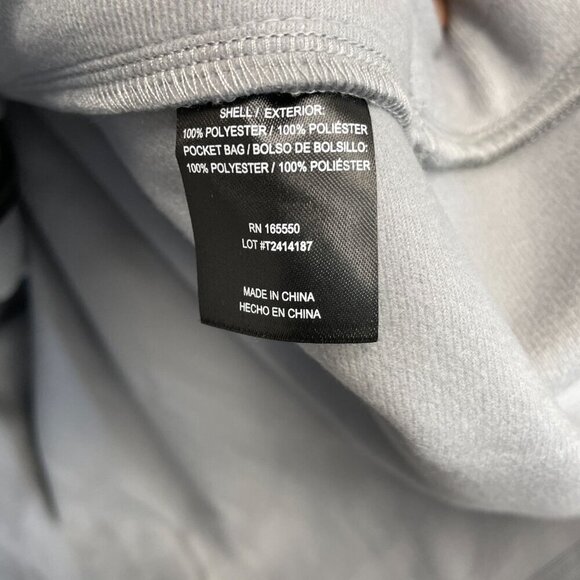 SHELL / EXTERIOR:
100% POLYESTER / 100% POLIÉSTER
POCKET BAG / BOLSO DE BOLSILLO:
100% POLYESTER / 100% POLIÉSTER
RN 165550
LOT #T2414187
MADE IN CHINA
HECHO EN CHINA